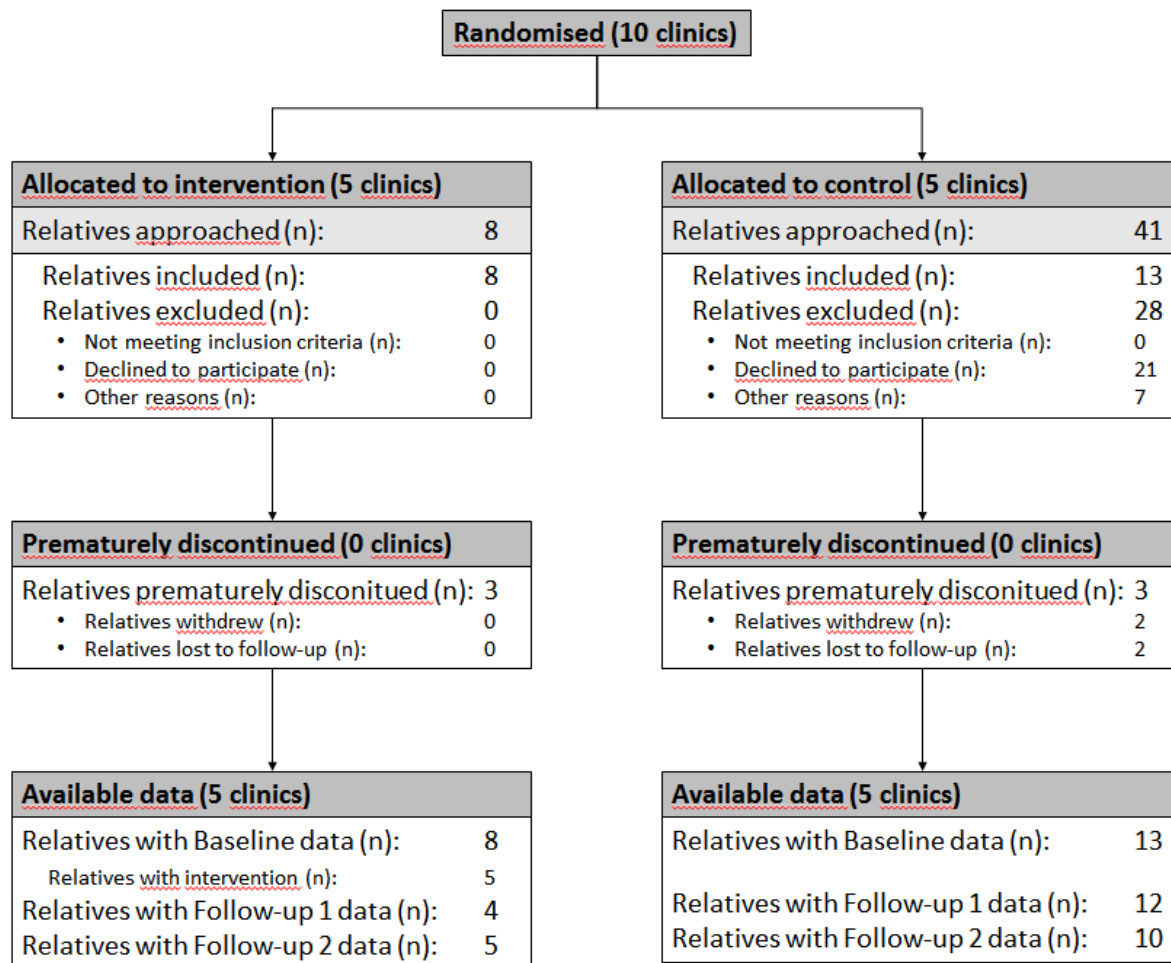 Randomised (10 clinics)
Allocated to intervention (5 clinics)
Relatives approached (n): 8
Relatives included (n): 8
Relatives excluded (n): 0
• Not meeting inclusion criteria (n): 0
• Declined to participate (n): 0
• Other reasons (n): 0
Allocated to control (5 clinics)
Relatives approached (n): 41
Relatives included (n): 13
Relatives excluded (n): 28
• Not meeting inclusion criteria (n): 0
• Declined to participate (n): 21
• Other reasons (n): 7
Prematurely discontinued (0 clinics)
Relatives prematurely disconitued (n): 3
• Relatives withdrew (n): 0
• Relatives lost to follow-up (n): 0
Prematurely discontinued (0 clinics)
Relatives prematurely disconitued (n): 3
• Relatives withdrew (n): 2
• Relatives lost to follow-up (n): 2
Available data (5 clinics)
Relatives with Baseline data (n): 8
Relatives with intervention (n): 5
Relatives with Follow-up 1 data (n): 4
Relatives with Follow-up 2 data (n): 5
Available data (5 clinics)
Relatives with Baseline data (n): 13
Relatives with Follow-up 1 data (n): 12
Relatives with Follow-up 2 data (n): 10